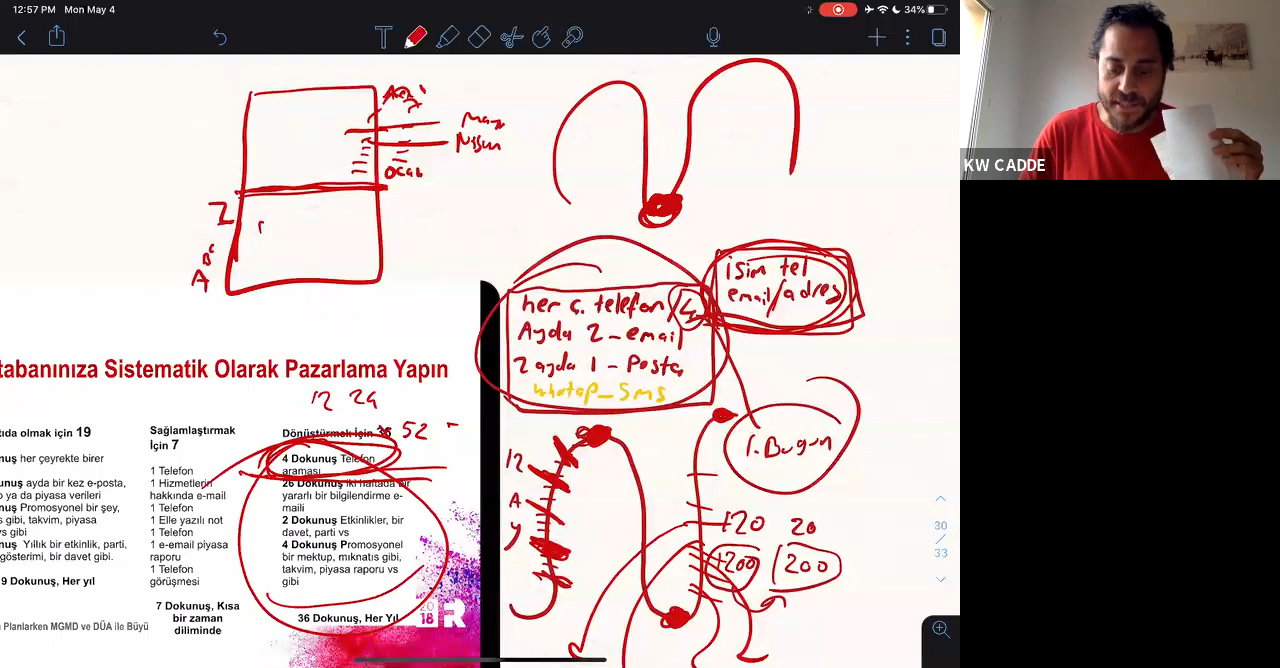 12:57 PM Mon May 4
34%
T
KW CADDE
Nisan
ocak
Z
A
isim tel
email/adres
her ç. telefon/4
Ayda 2-email
2 ayda 1-Posta
whatsap_sms
tabanınıza Sistematik Olarak Pazarlama Yapın
12 24
52
tıda olmak için 19
nuş her çeyrekte birer
unuş ayda bir kez e-posta,
o ya da piyasa verileri
nuş Promosyonel bir şey,
s gibi, takvim, piyasa
vs gibi
nuş Yıllık bir etkinlik, parti,
gösterimi, bir davet gibi.
9 Dokunuş, Her yıl
Sağlamlaştırmak
İçin 7
1 Telefon
1 Hizmetlerin
hakkında e-mail
1 Telefon
1 Elle yazılı not
1 Telefon
1 e-email piyasa
raporu
1 Telefon
görüşmesi
7 Dokunuş, Kısa
bir zaman
diliminde
Dönüştürmek İçin 36
4 Dokunuş Telefon
araması
26 Dokunuş İki haftada bir
yararlı bir bilgilendirme e-
maili
2 Dokunuş Etkinlikler, bir
davet, parti vs
4 Dokunuş Promosyonel
bir mektup, mıknatıs gibi,
takvim, piyasa raporu vs
gibi
36 Dokunuş, Her Yıl
Planlarken MGMD ve DÜA ile Büyü
2018
1. Bugün
12
A
y
+20 20
+200 200
30
33